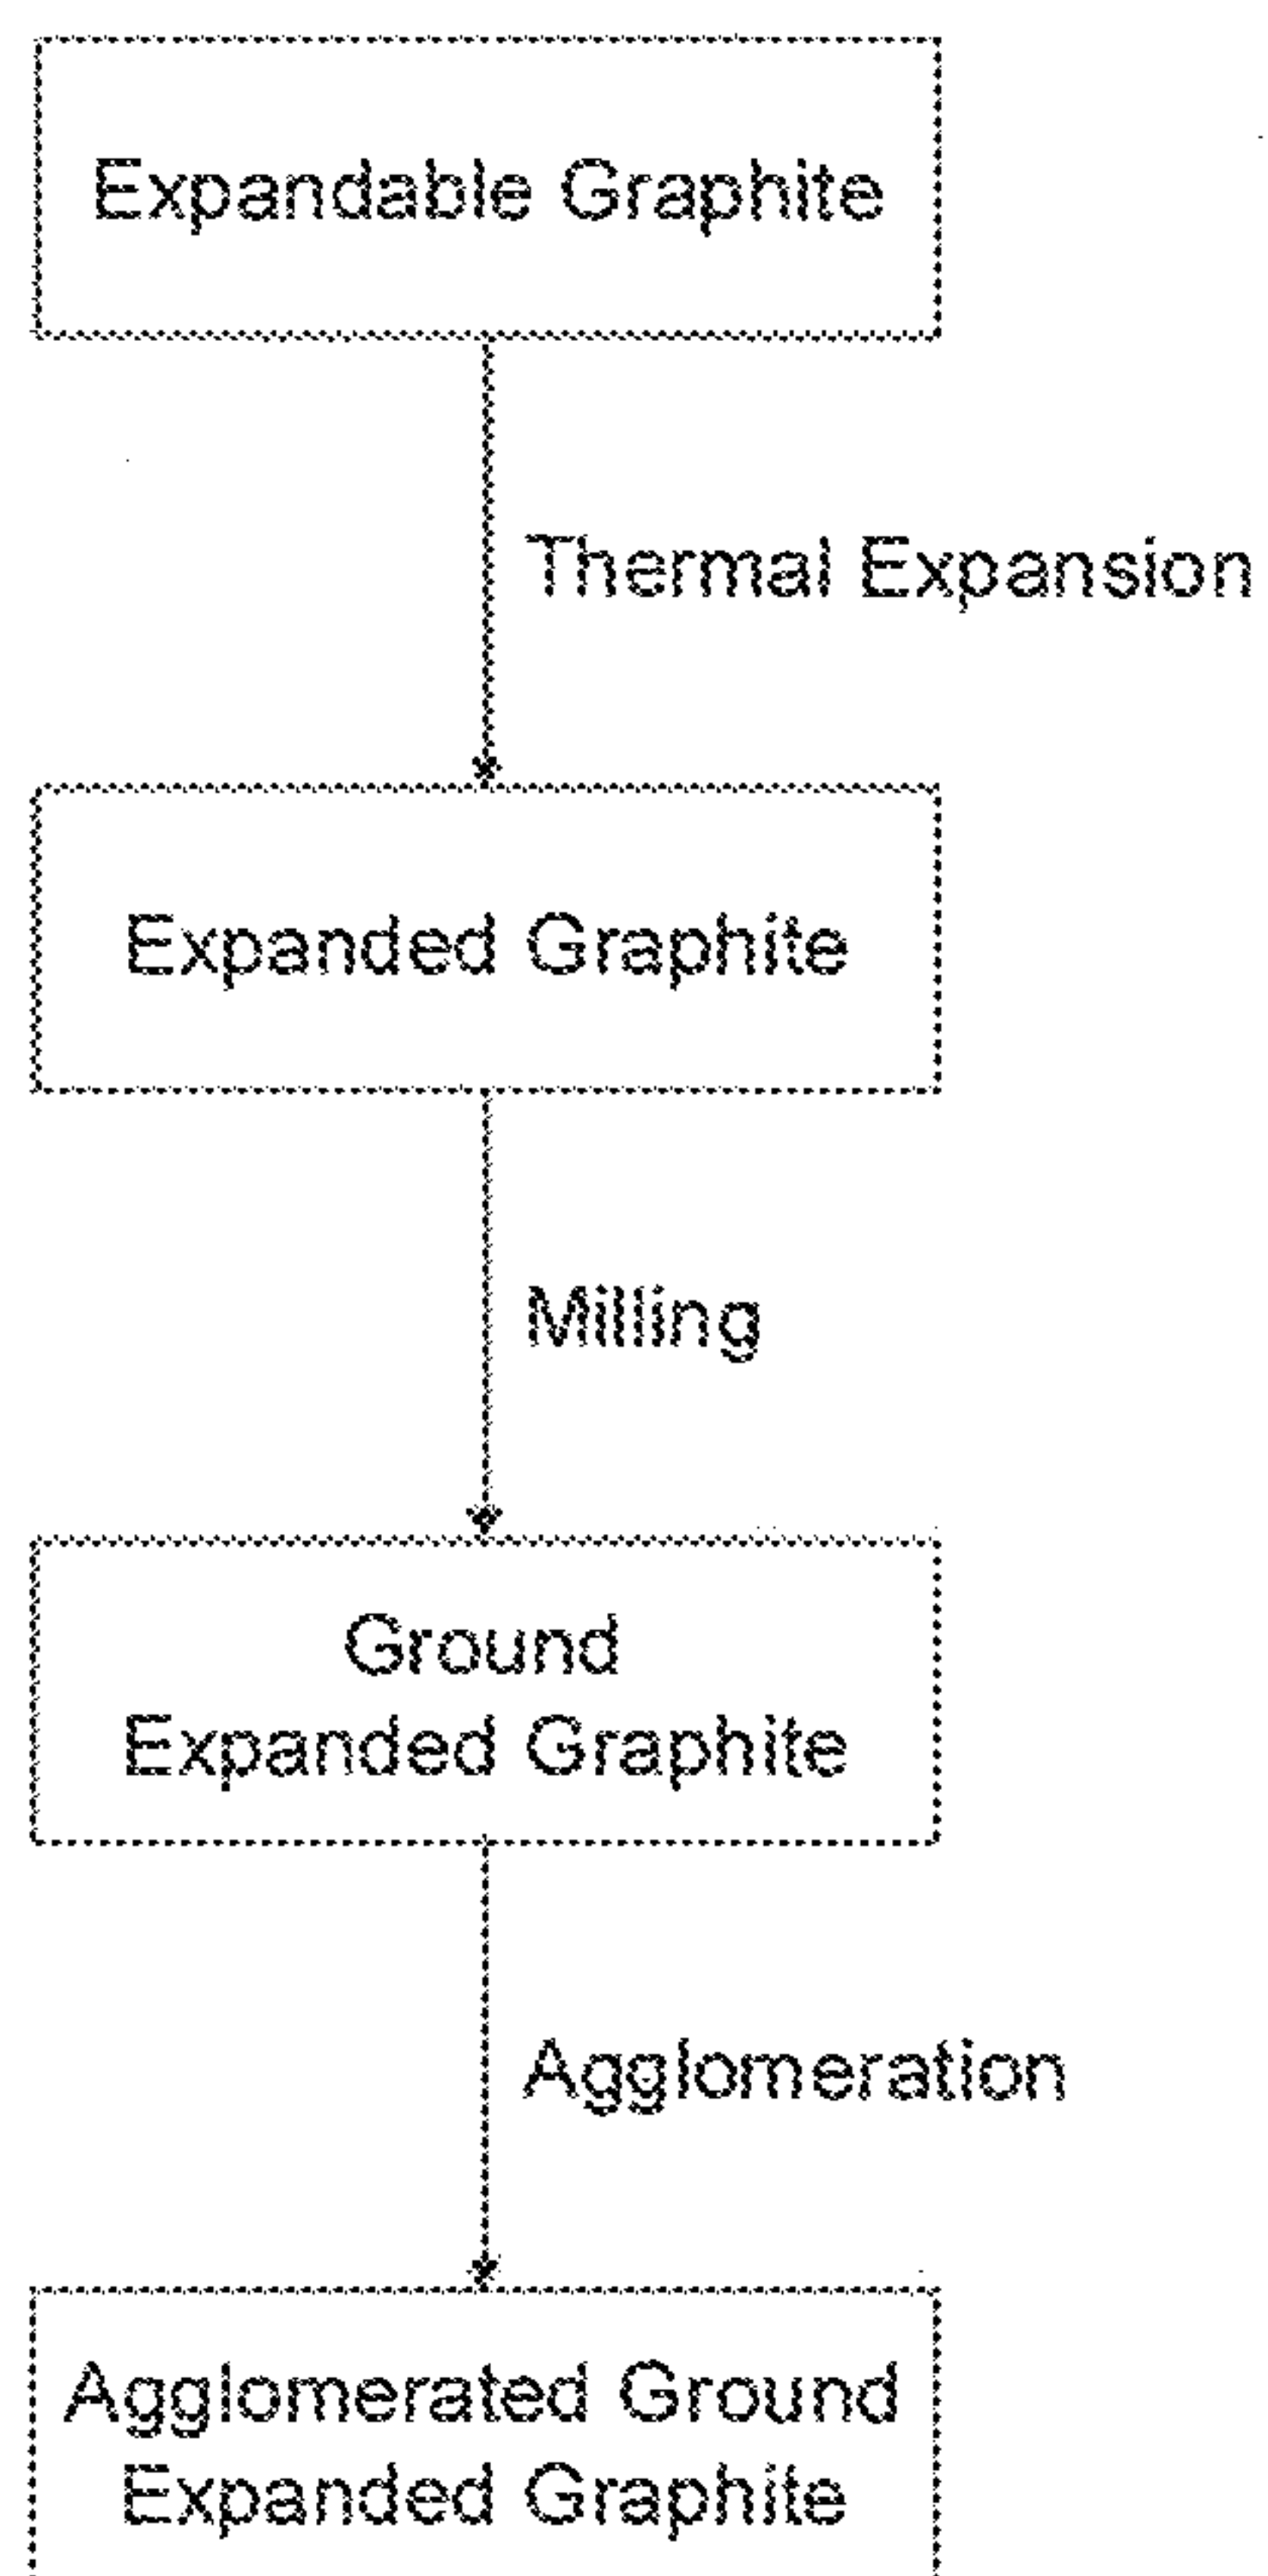 Expandable Graphite
Thermal Expansion
Expanded Graphite
Milling
Ground
Expanded Graphite
Agglomeration
Agglomerated Ground
Expanded Graphite